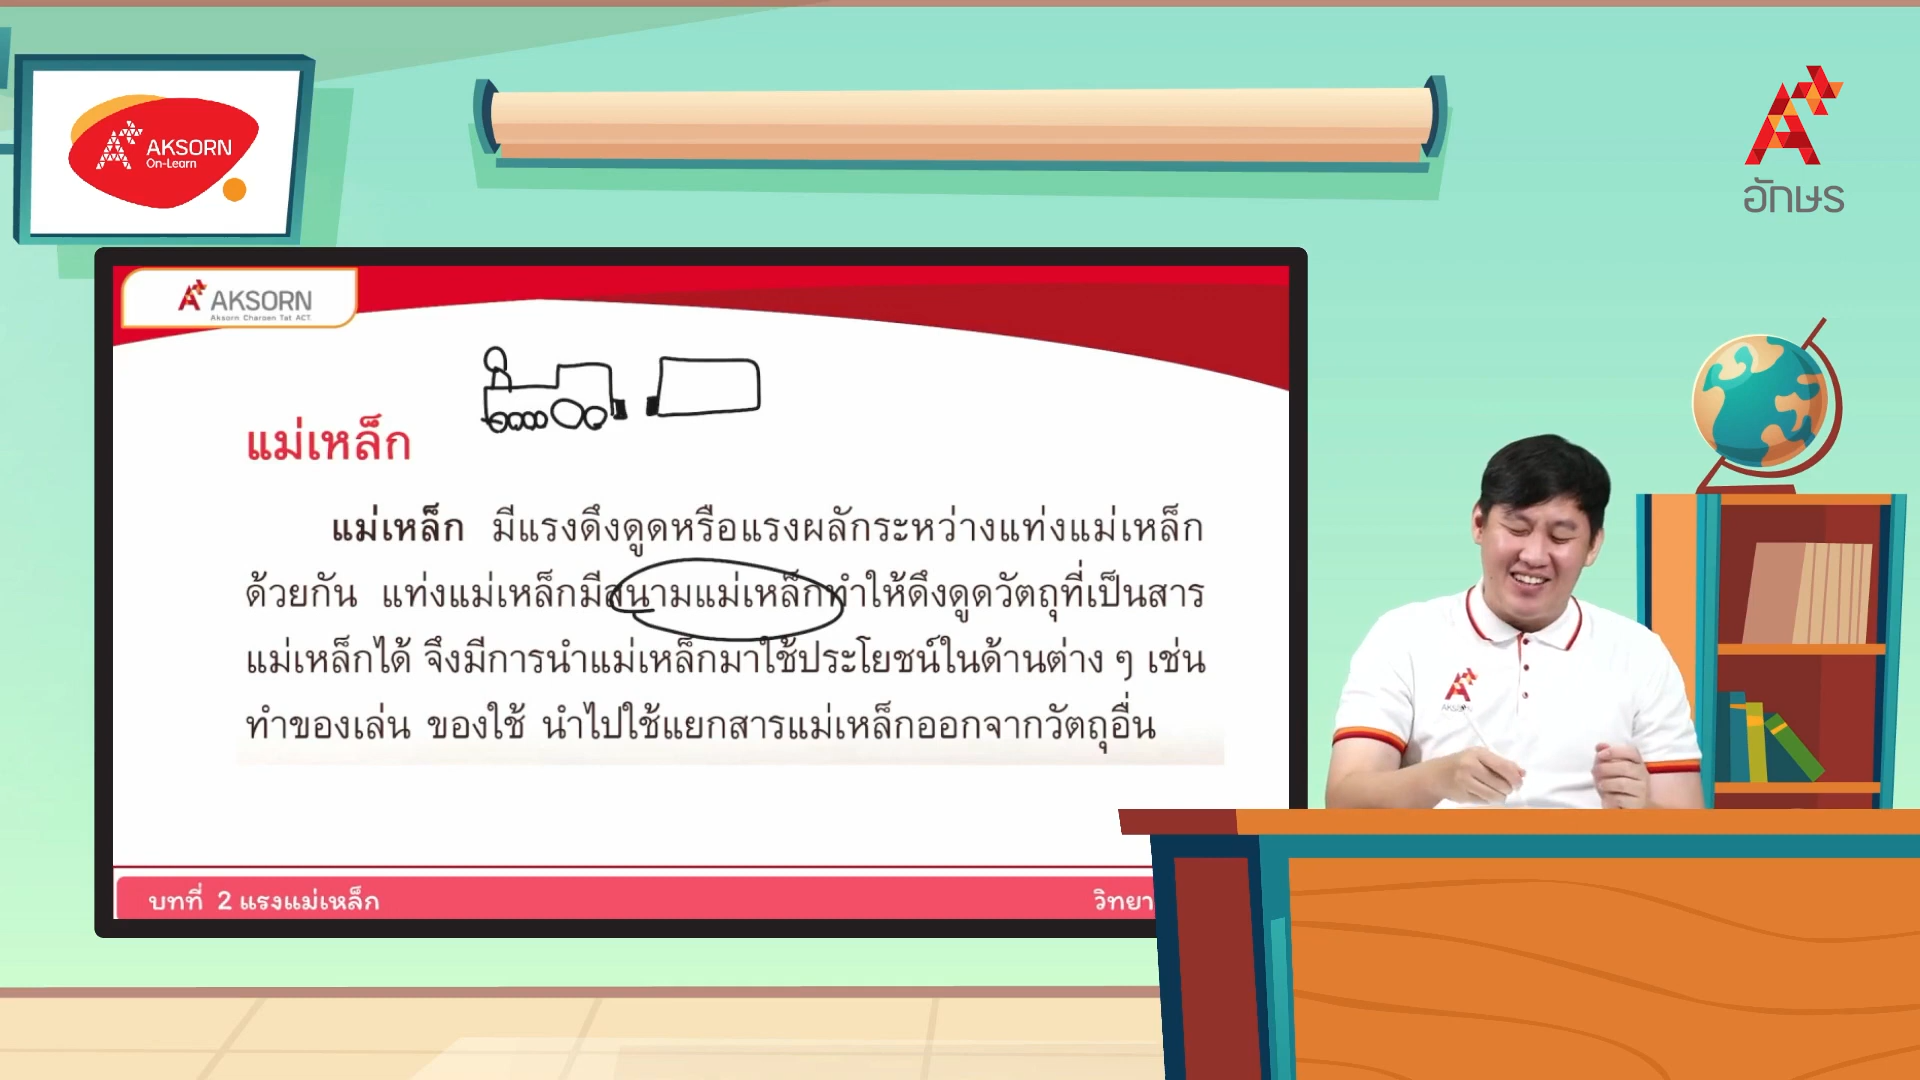 AKSORN
On-Learn
อักษร
AKSORN
Aksorn Charoen Tat ACT.
แม่เหล็ก
แม่เหล็ก มีแรงดึงดูดหรือแรงผลักระหว่างแท่งแม่เหล็ก
ด้วยกัน แท่งแม่เหล็กมีสนามแม่เหล็กทำให้ดึงดูดวัตถุที่เป็นสาร
แม่เหล็กได้ จึงมีการนำแม่เหล็กมาใช้ประโยชน์ในด้านต่าง ๆ เช่น
ทำของเล่น ของใช้ นำไปใช้แยกสารแม่เหล็กออกจากวัตถุอื่น
AKSORN
บทที่ 2 แรงแม่เหล็ก
วิทยา